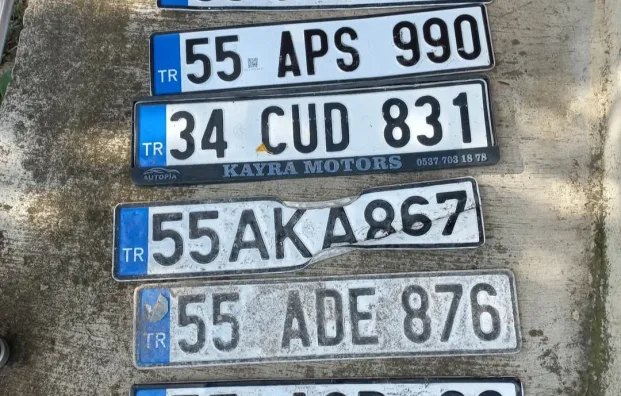 TR 55 APS 990
TR 34 CUD 831
AUTOPIA KAYRA MOTORS 0537 703 18 78
TR 55AKA867
TR 55 ADE 876